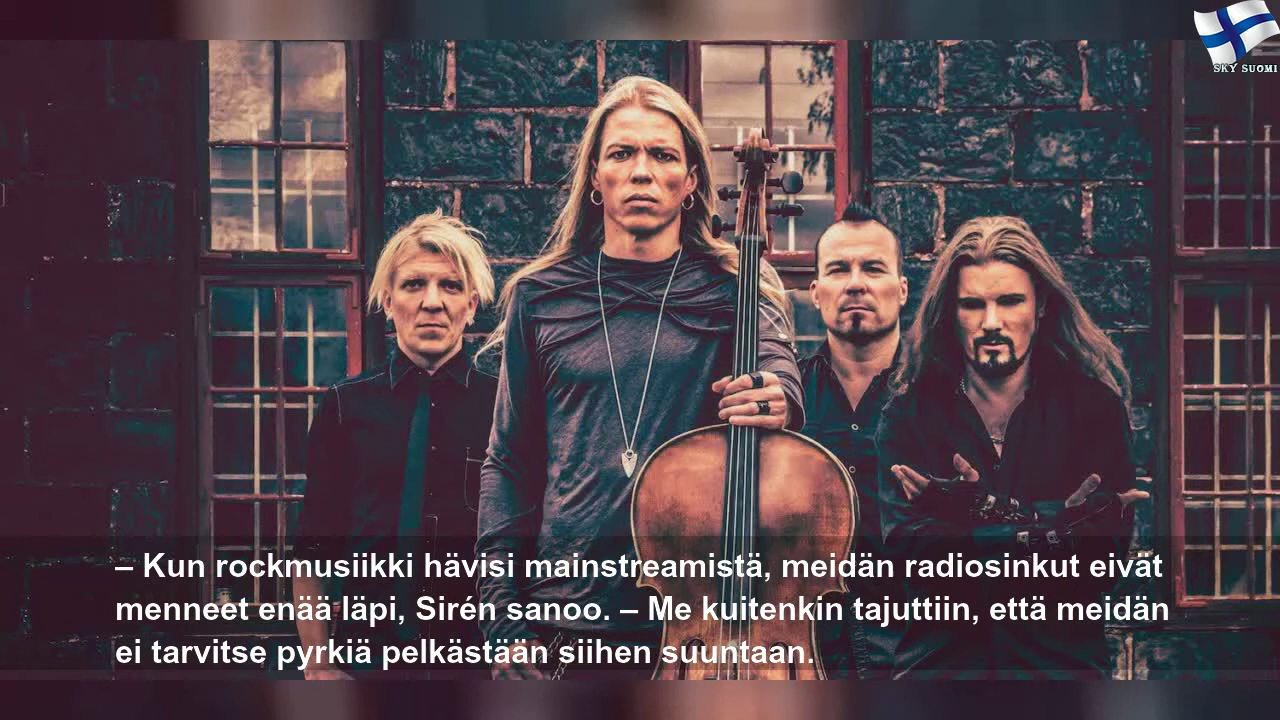 SKY SUOMI
– Kun rockmusiikki hävisi mainstreamistä, meidän radiosinkut eivät
menneet enää läpi, Sirén sanoo. – Me kuitenkin tajuttiin, että meidän
ei tarvitse pyrkiä pelkästään siihen suuntaan.